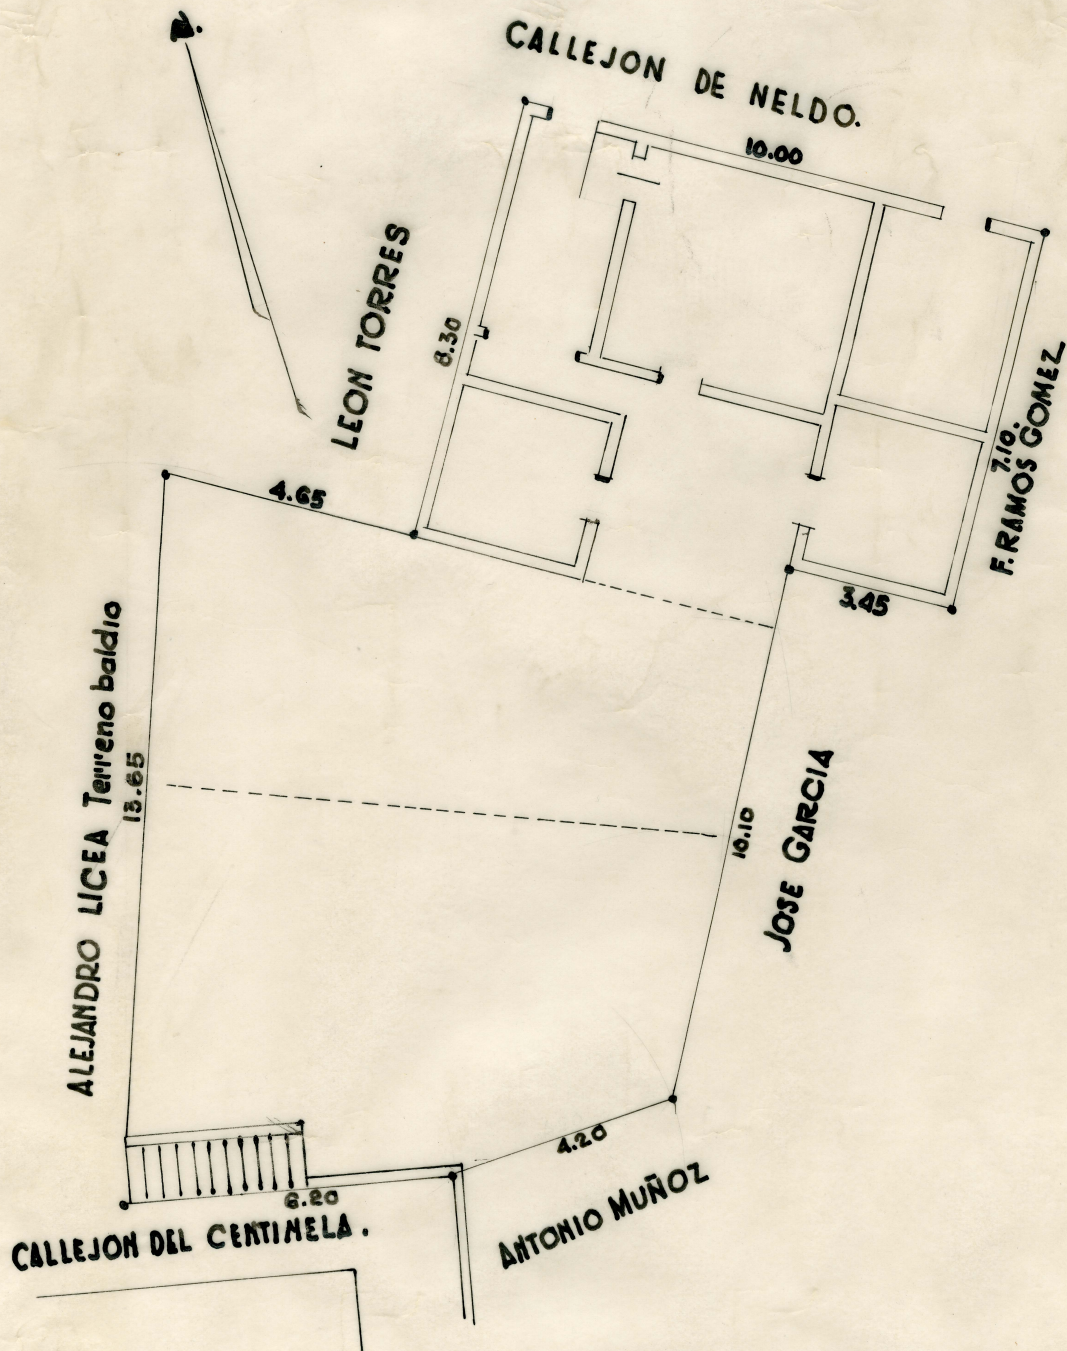 N.
CALLEJON DE NELDO.
10.00
LEON TORRES
8.30
F. RAMOS GOMEZ
7.10.
4.65
3.45
ALEJANDRO LICEA Terreno baldio
13.65
JOSE GARCIA
10.10
4.20
ANTONIO MUÑOZ
6.20
CALLEJON DEL CENTINELA.